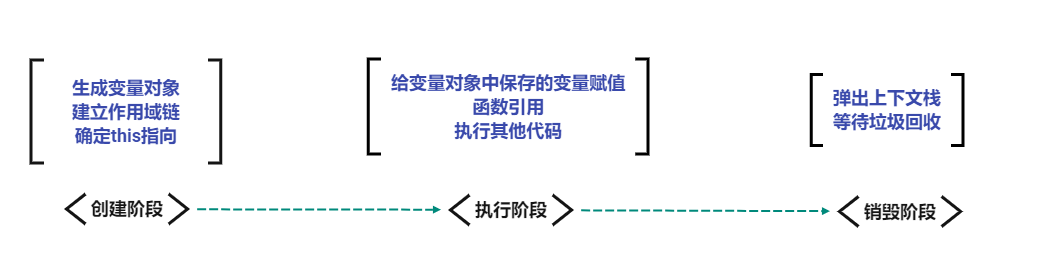 生成变量对象
建立作用域链
确定this指向
给变量对象中保存的变量赋值
函数引用
执行其他代码
弹出上下文栈
等待垃圾回收
创建阶段
执行阶段
销毁阶段